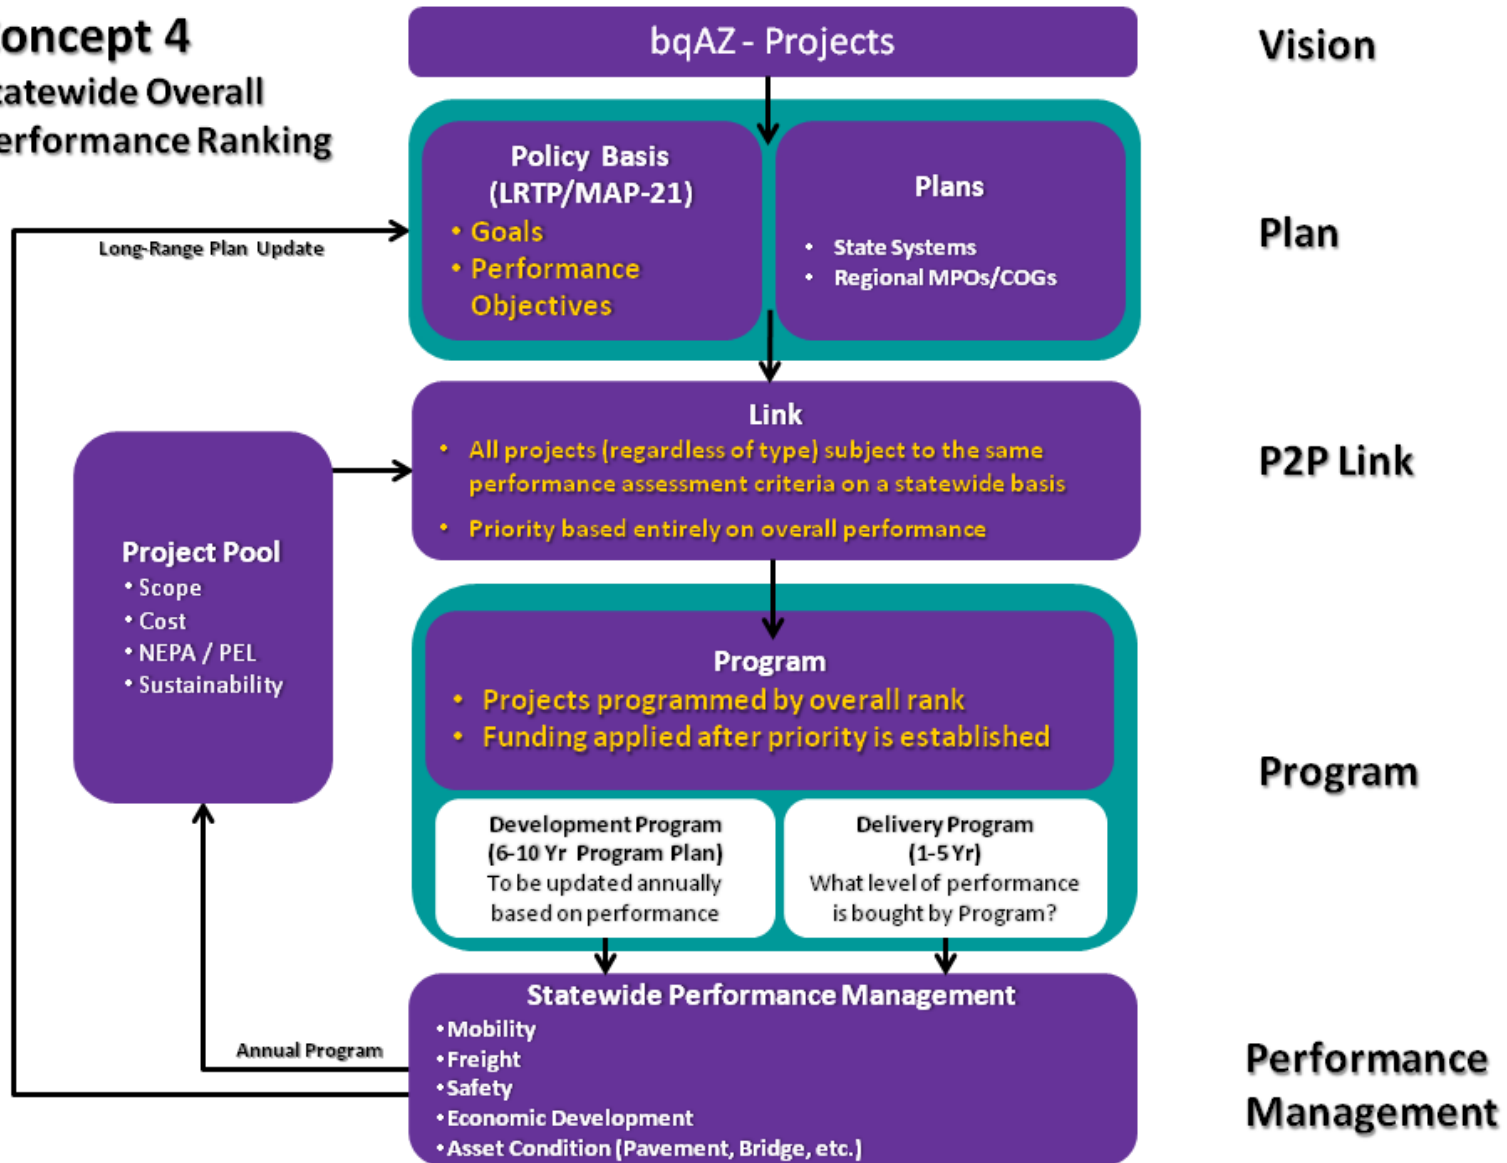 oncept 4
tatewide Overall
erformance Ranking
bqAZ - Projects
Vision
Policy Basis
(LRTP/MAP-21)
• Goals
• Performance
Objectives
Plans
• State Systems
• Regional MPOs/COGs
Plan
Long-Range Plan Update
Link
• All projects (regardless of type) subject to the same
performance assessment criteria on a statewide basis
• Priority based entirely on overall performance
P2P Link
Project Pool
• Scope
• Cost
• NEPA / PEL
• Sustainability
Program
• Projects programmed by overall rank
• Funding applied after priority is established
Program
Development Program
(6-10 Yr Program Plan)
To be updated annually
based on performance
Delivery Program
(1-5 Yr)
What level of performance
is bought by Program?
Statewide Performance Management
• Mobility
• Freight
• Safety
• Economic Development
• Asset Condition (Pavement, Bridge, etc.)
Annual Program
Performance
Management